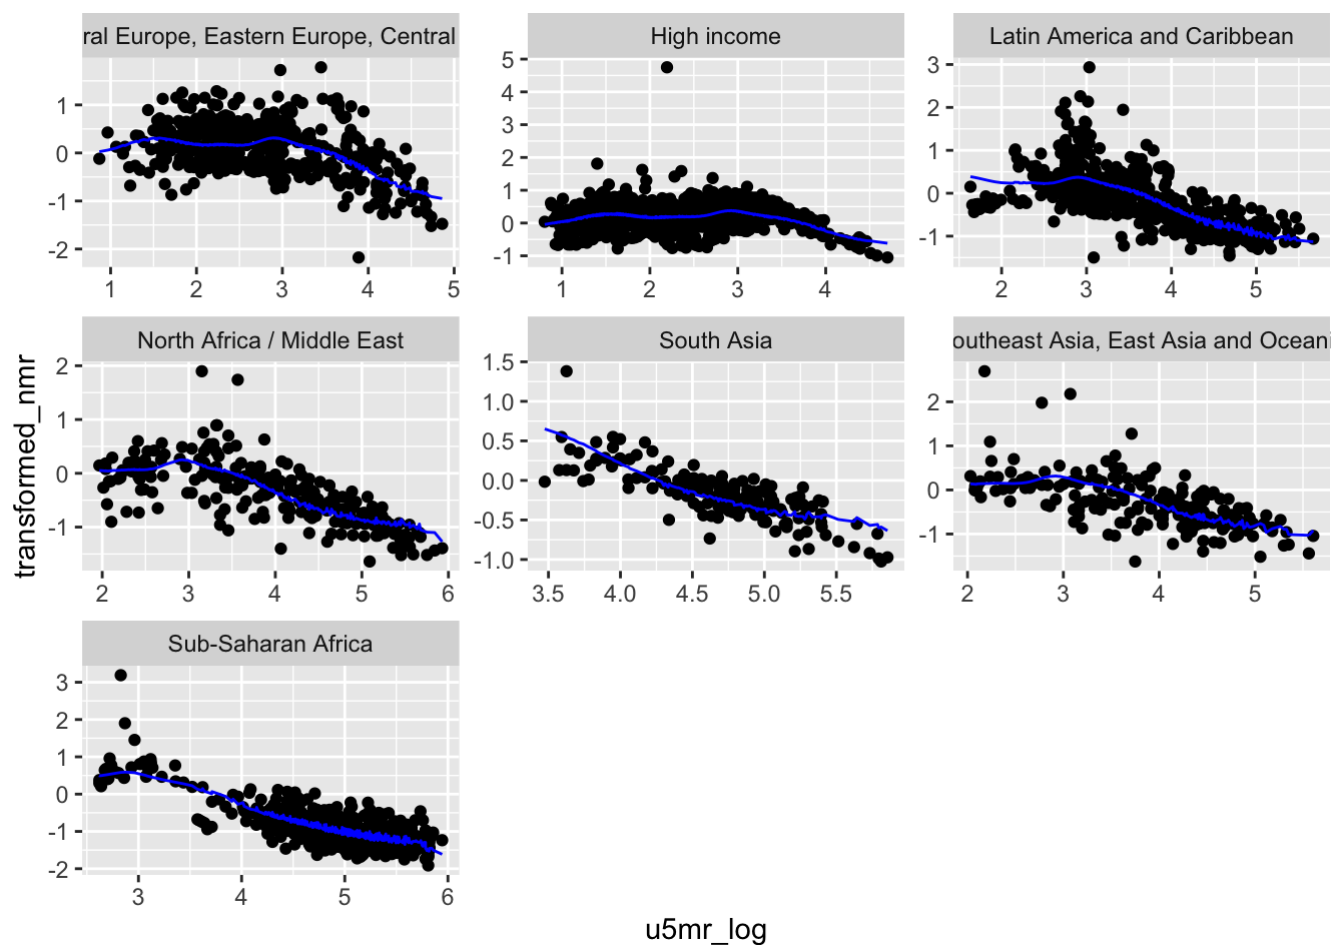 ral Europe, Eastern Europe, Central
High income
Latin America and Caribbean
1
0
-1
-2
1 2 3 4 5
5
4
3
2
1
0
-1
1 2 3 4
3
2
1
0
-1
2 3 4 5
North Africa / Middle East
South Asia
outheast Asia, East Asia and Oceani
2
1
0
-1
2 3 4 5 6
1.5
1.0
0.5
0.0
-0.5
-1.0
3.5 4.0 4.5 5.0 5.5
2
1
0
-1
2 3 4 5
transformed_nmr
Sub-Saharan Africa
3
2
1
0
-1
-2
3 4 5 6
u5mr_log